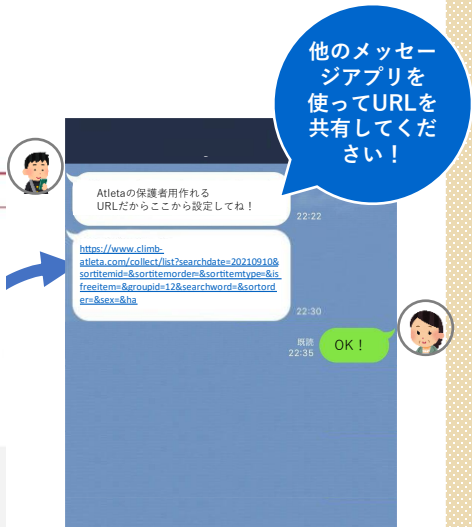 他のメッセー
ジアプリを
使ってURLを
共有してくだ
さい！
Atletaの保護者用作れる
URLだからここから設定してね！
22:22
https://www.climb-
atleta.com/collect/list?searchdate=20210910&
sortitemid=&sortitemorder=&sortitemtype=&is
freeitem=&groupid=12&searchword=&sortord
er=&sex=&ha
22:30
既読
22:35
OK！